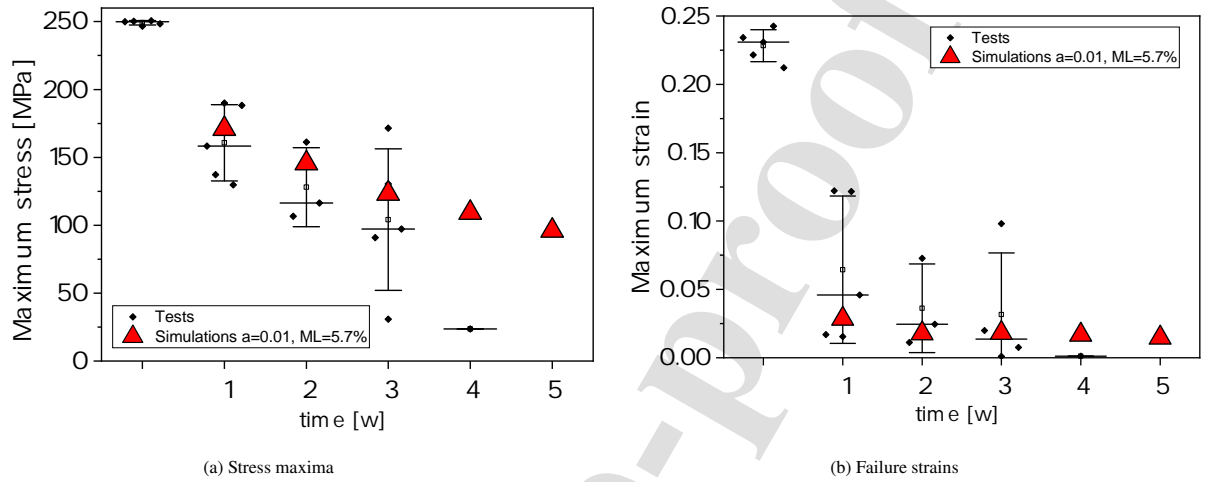 250
200
150
100
50
0
Maximum stress [MPa]
Tests
Simulations a=0.01, ML=5.7%
1 2 3 4 5
time [w]
(a) Stress maxima
0.25
0.20
0.15
0.10
0.05
0.00
Maximum strain
Tests
Simulations a=0.01, ML=5.7%
1 2 3 4 5
time [w]
(b) Failure strains
-proof